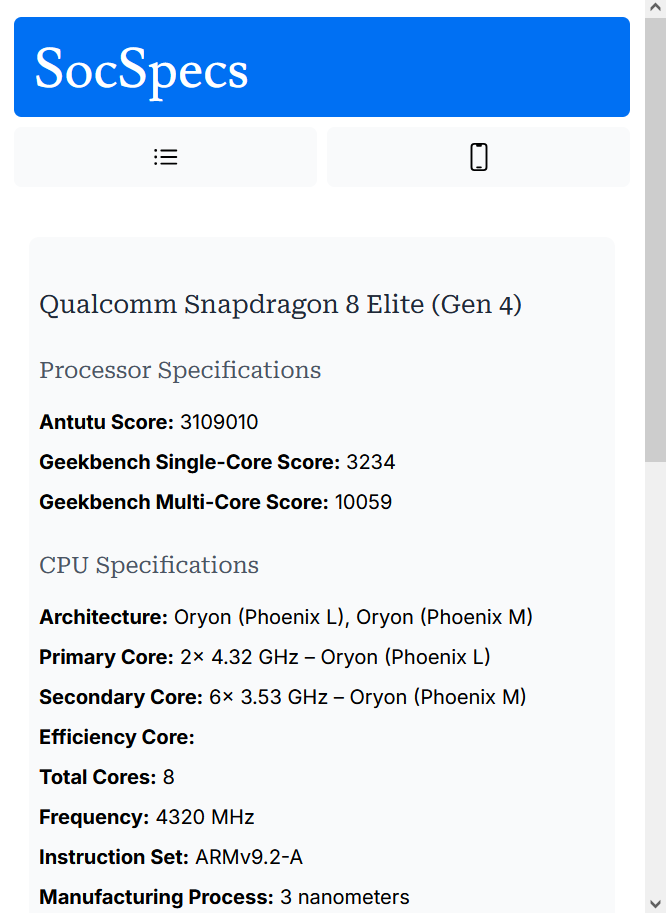 SocSpecs
Qualcomm Snapdragon 8 Elite (Gen 4)
Processor Specifications
Antutu Score: 3109010
Geekbench Single-Core Score: 3234
Geekbench Multi-Core Score: 10059
CPU Specifications
Architecture: Oryon (Phoenix L), Oryon (Phoenix M)
Primary Core: 2× 4.32 GHz – Oryon (Phoenix L)
Secondary Core: 6× 3.53 GHz – Oryon (Phoenix M)
Efficiency Core:
Total Cores: 8
Frequency: 4320 MHz
Instruction Set: ARMv9.2-A
Manufacturing Process: 3 nanometers